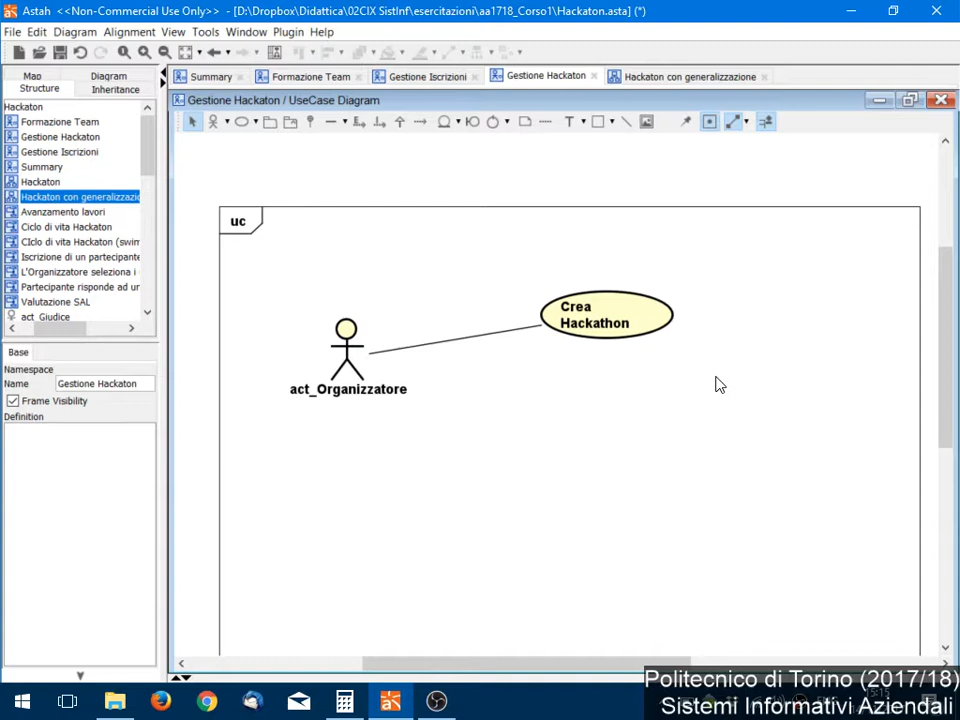 Astah <<Non-Commercial Use Only>> - [D:\Dropbox\Didattica\02CIX SistInf\esercitazioni\aa1718_Corso1\Hackaton.asta] (*)
File Edit Diagram Alignment View Tools Window Plugin Help
Map
Diagram
Structure
Inheritance
Summary
Formazione Team
Gestione Iscrizioni
Gestione Hackaton
Hackaton con generalizzazione
Hackaton
Formazione Team
Gestione Hackaton
Gestione Iscrizioni
Summary
Hackaton
Hackaton con generalizzazio
Avanzamento lavori
Ciclo di vita Hackaton
CIclo di vita Hackaton (swim
Iscrizione di un partecipante
L'Organizzatore seleziona i
Partecipante risponde ad ur
Valutazione SAL
act_Giudice
Gestione Hackaton / UseCase Diagram
uc
Crea
Hackathon
act_Organizzatore
Base
Namespace
Name Gestione Hackaton
Frame Visibility
Definition
Politecnico di Torino (2017/18)
Sistemi Informativi Aziendali